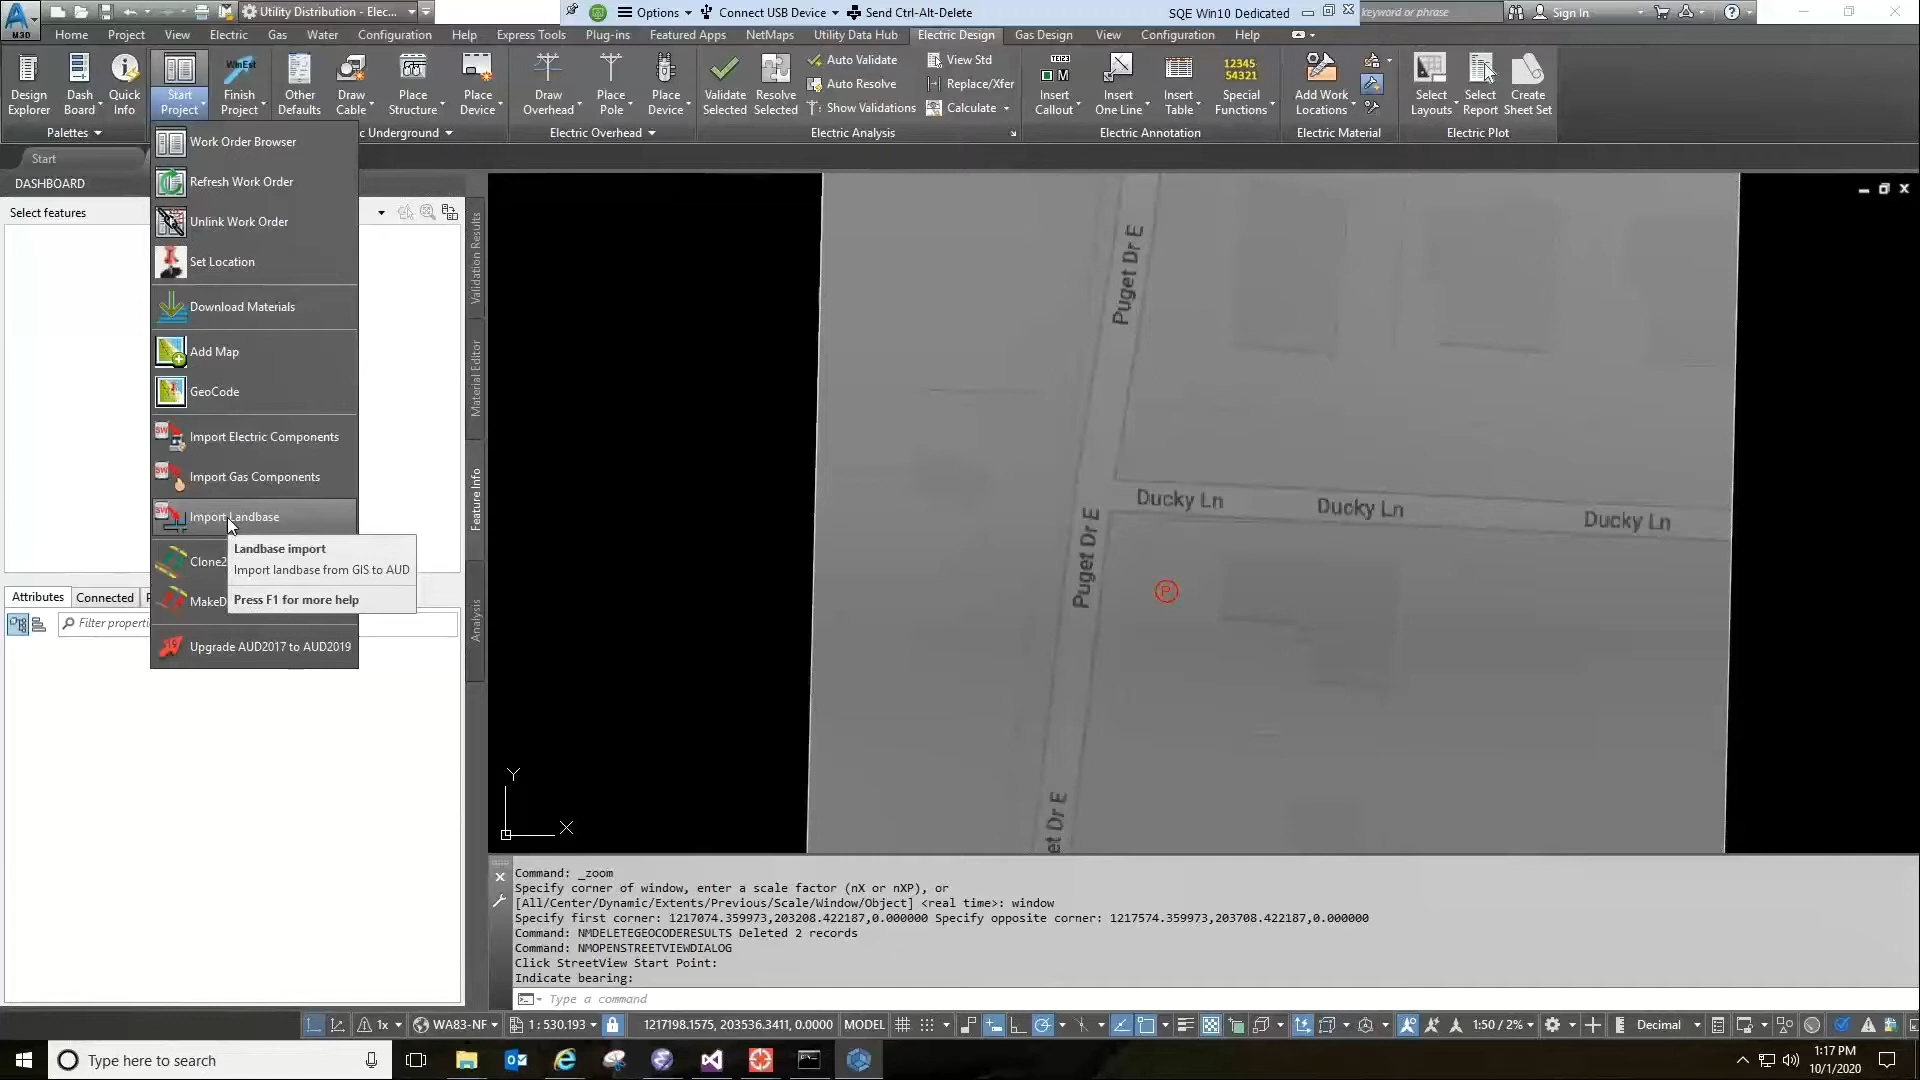 M3D
Utility Distribution - Elec...
Options
Connect USB Device
Send Ctrl-Alt-Delete
SQE Win10 Dedicated
keyword or phrase
Sign In
Home
Project
View
Electric
Gas
Water
Configuration
Help
Express Tools
Plug-ins
Featured Apps
NetMaps
Utility Data Hub
Electric Design
Gas Design
View
Configuration
Help
Design Explorer
Dash Board
Quick Info
Start Project
WinEst
Finish Project
Other Defaults
Draw Cable
Place Structure
Place Device
Draw Overhead
Place Pole
Place Device
Validate Selected
Resolve Selected
Auto Validate
Auto Resolve
Show Validations
View Std
Replace/Xfer
Calculate
TE123
M
Insert Callout
Insert One Line
Insert Table
12345
54321
Special Functions
Add Work Locations
Select Layouts
Select Report
Create Sheet Set
Palettes
ic Underground
Electric Overhead
Electric Analysis
Electric Annotation
Electric Material
Electric Plot
Start
DASHBOARD
Select features
Work Order Browser
Refresh Work Order
Unlink Work Order
Set Location
Download Materials
Add Map
GeoCode
Import Electric Components
Import Gas Components
Import Landbase
Clone2
MakeD
Upgrade AUD2017 to AUD2019
Landbase import
Import landbase from GIS to AUD
Press F1 for more help
Attributes
Connected
Filter properti
Validation Results
Material Editor
Feature Info
Analysis
Puget Dr E
Ducky Ln
Ducky Ln
Ducky Ln
Puget Dr E
P
et Dr E
Y
X
Command: _zoom
Specify corner of window, enter a scale factor (nX or nXP), or
[All/Center/Dynamic/Extents/Previous/Scale/Window/Object] <real time>: window
Specify first corner: 1217074.359973,203208.422187,0.000000 Specify opposite corner: 1217574.359973,203708.422187,0.000000
Command: NMDELETEGEOCODERESULTS Deleted 2 records
Command: NMOPENSTREETVIEWDIALOG
Click StreetView Start Point:
Indicate bearing:
Type a command
1x
WA83-NF
1 : 530.193
1217198.1575, 203536.3411, 0.0000
MODEL
1:50 / 2%
Decimal
Type here to search
1:17 PM
10/1/2020